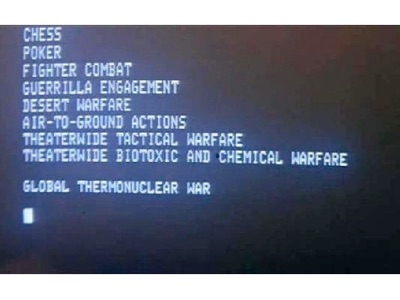 CHESS
POKER
FIGHTER COMBAT
GUERRILLA ENGAGEMENT
DESERT WARFARE
AIR-TO-GROUND ACTIONS
THEATERWIDE TACTICAL WARFARE
THEATERWIDE BIOTOXIC AND CHEMICAL WARFARE
GLOBAL THERMONUCLEAR WAR